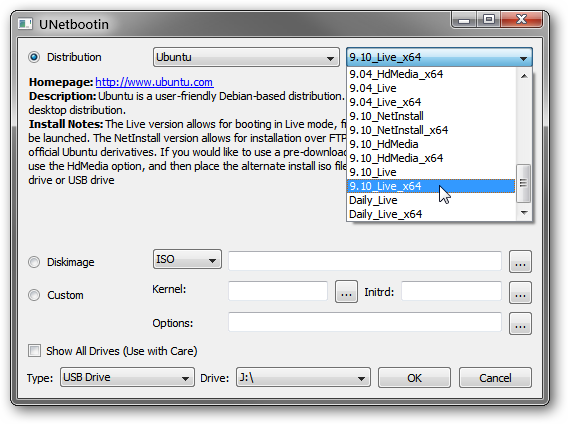 UNetbootin
Distribution Ubuntu 9.10_Live_x64
Homepage: http://www.ubuntu.com
Description: Ubuntu is a user-friendly Debian-based distribution.
desktop distribution.
Install Notes: The Live version allows for booting in Live mode, f
be launched. The NetInstall version allows for installation over FTP
official Ubuntu derivatives. If you would like to use a pre-download
use the HdMedia option, and then place the alternate install iso file
drive or USB drive
9.04_HdMedia_x64
9.04_Live
9.04_Live_x64
9.10_NetInstall
9.10_NetInstall_x64
9.10_HdMedia
9.10_HdMedia_x64
9.10_Live
9.10_Live_x64
Daily_Live
Daily_Live_x64
Diskimage ISO ...
Custom Kernel: ... Initrd: ...
Options: ...
Show All Drives (Use with Care)
Type: USB Drive Drive: J:\ OK Cancel